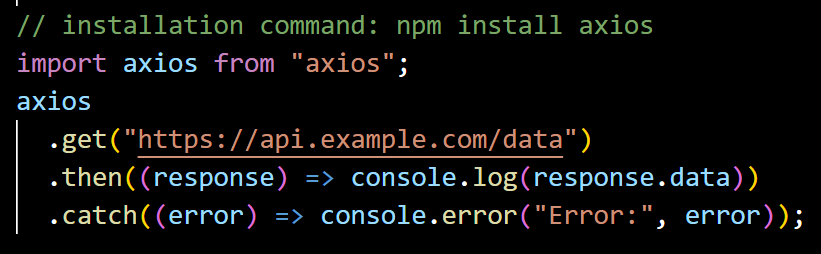 // installation command: npm install axios
import axios from "axios";
axios
  .get("https://api.example.com/data")
  .then((response) => console.log(response.data))
  .catch((error) => console.error("Error:", error));